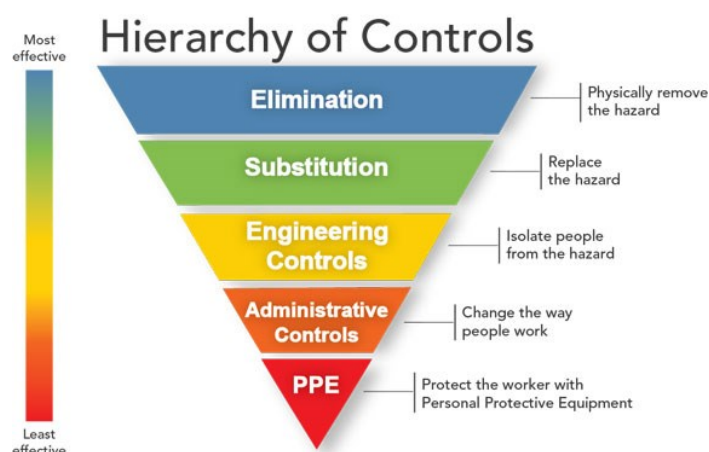 Hierarchy of Controls
Most
effective
Elimination
Physically remove
the hazard
Substitution
Replace
the hazard
Engineering
Controls
Isolate people
from the hazard
Administrative
Controls
Change the way
people work
PPE
Protect the worker with
Personal Protective Equipment
Least
effective